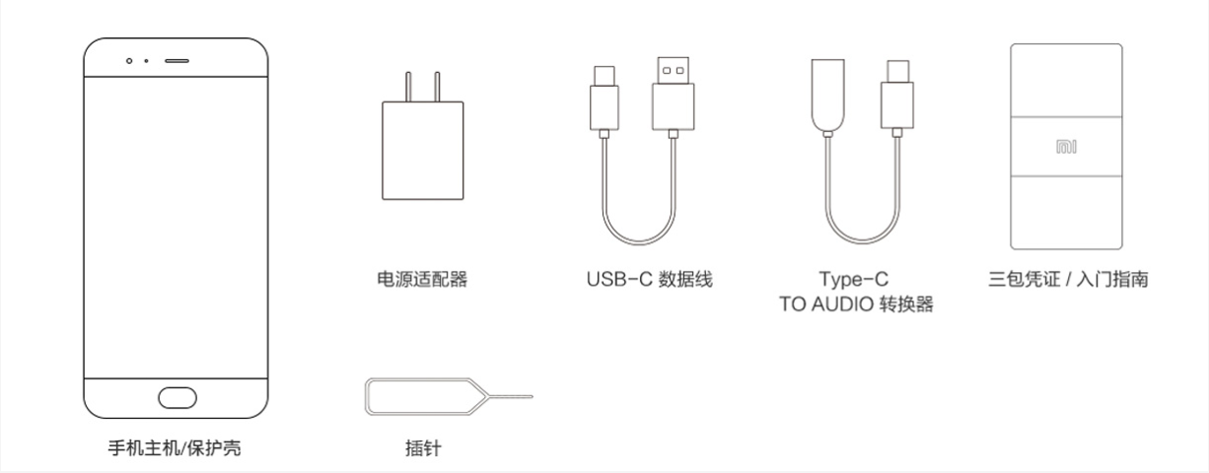 MI
电源适配器
USB-C 数据线
Type-C
TO AUDIO 转换器
三包凭证 / 入门指南
手机主机/保护壳
插针